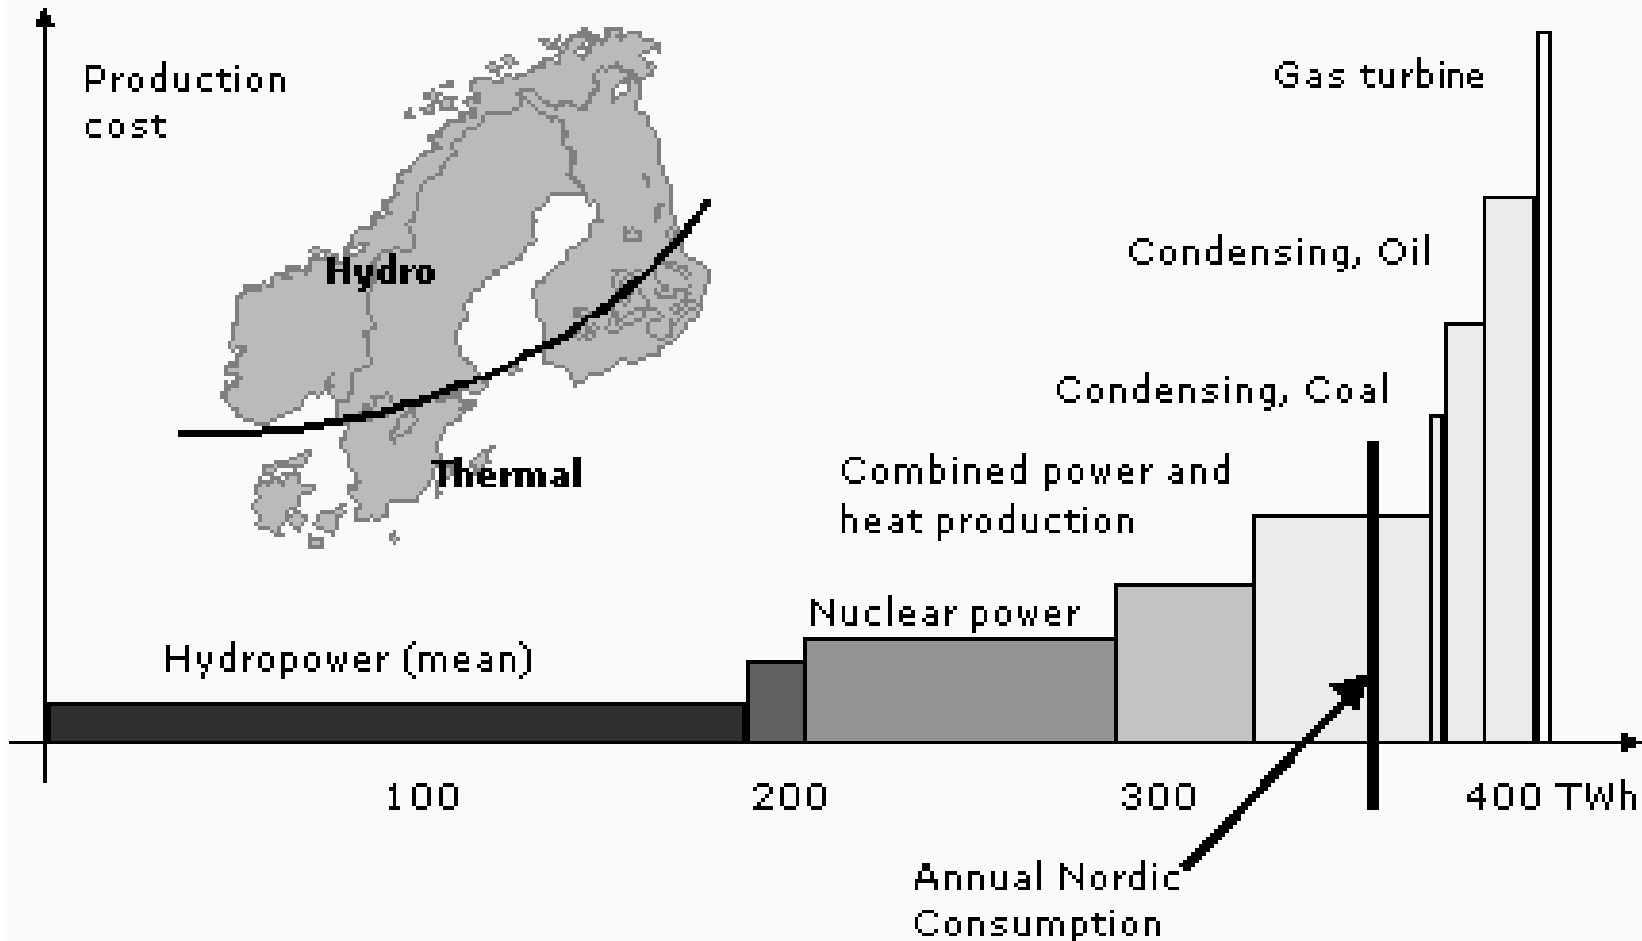 Production
cost
Gas turbine
Condensing, Oil
Hydro
Condensing, Coal
Thermal
Combined power and
heat production
Nuclear power
Hydropower (mean)
100
200
300
400 TWh
Annual Nordic
Consumption